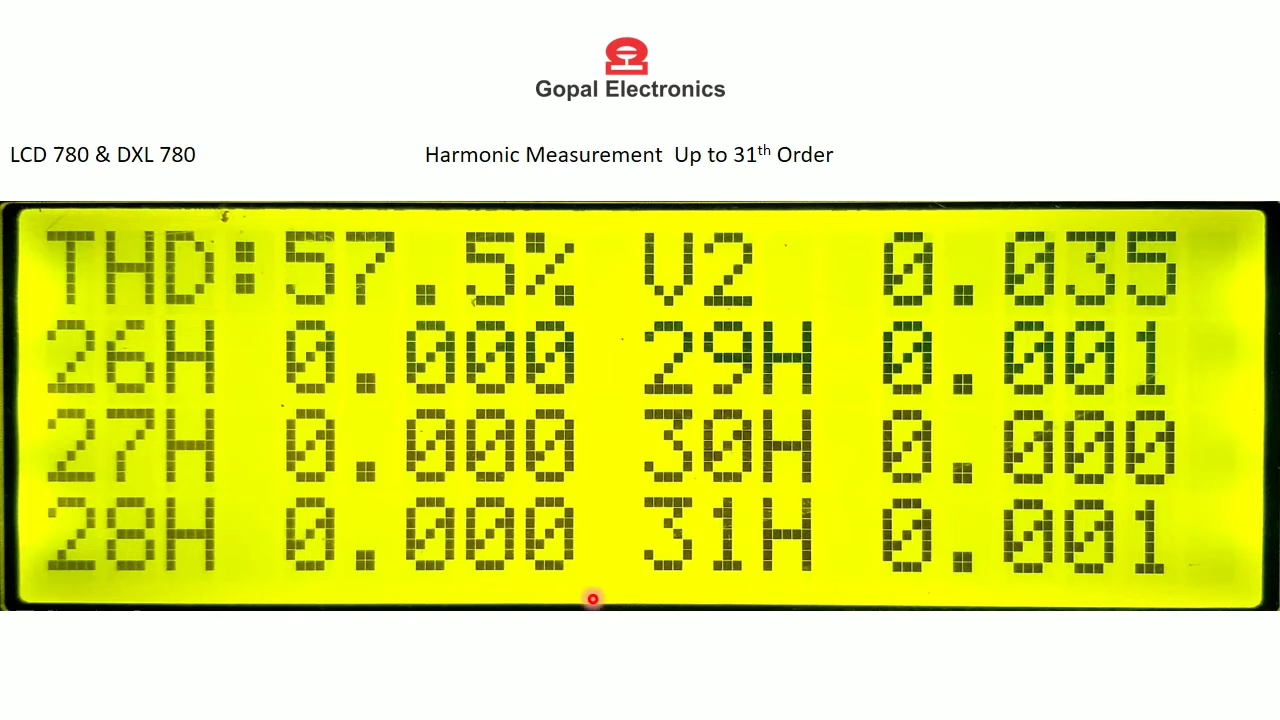 Gopal Electronics
LCD 780 & DXL 780
Harmonic Measurement Up to 31th Order
THD:57.5% V2 0.035
26H 0.000 29H 0.001
27H 0.000 30H 0.000
28H 0.000 31H 0.001